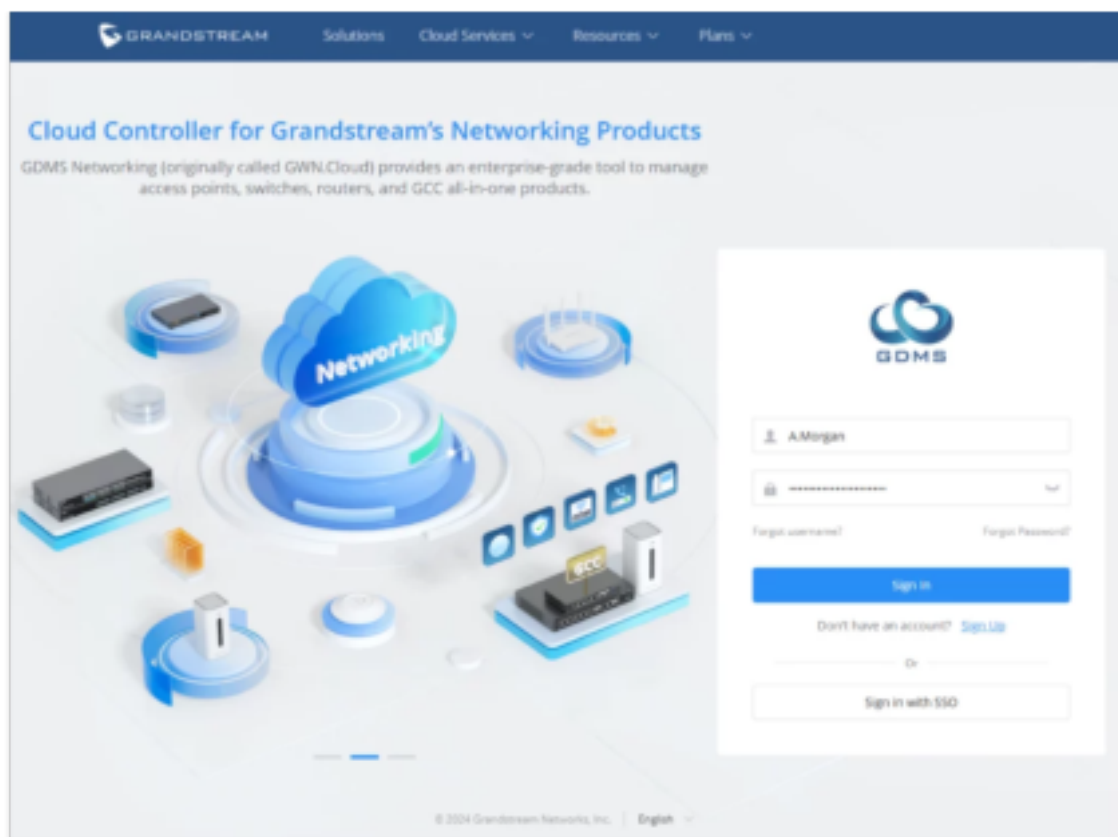 GRANDSTREAM Solutions Cloud Services Resources Plans
Cloud Controller for Grandstream's Networking Products
GDMS Networking (originally called GWN.Cloud) provides an enterprise-grade tool to manage
access points, switches, routers, and GCC all-in-one products.
Networking
GCC
GDMS
A.Morgan
Forgot username? Forgot Password?
Sign in
Don't have an account? Sign Up
Or
Sign in with SSO
© 2024 Grandstream Networks, Inc. | English